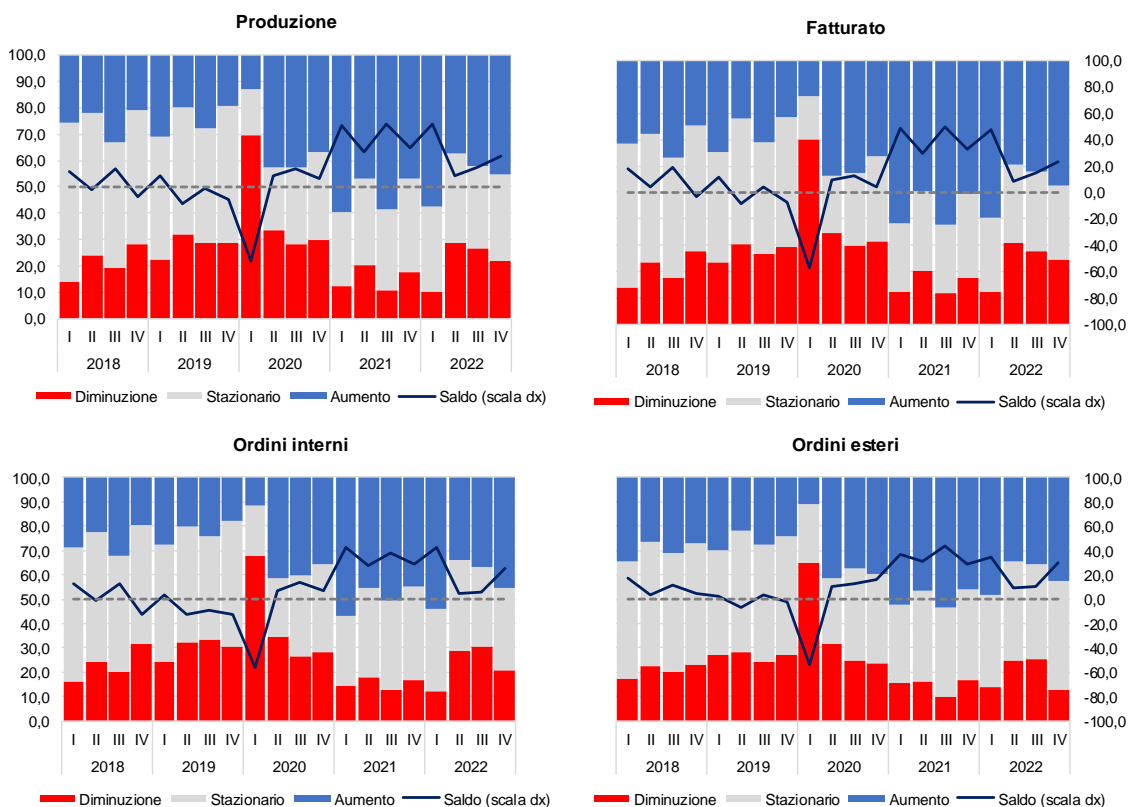 Produzione
100,0
90,0
80,0
70,0
60,0
50,0
40,0
30,0
20,0
10,0
0,0
I II III IV I II III IV I II III IV I II III IV I II III IV
2018 2019 2020 2021 2022
Diminuzione Stazionario Aumento Saldo (scala dx)
Fatturato
100,0
80,0
60,0
40,0
20,0
0,0
-20,0
-40,0
-60,0
-80,0
-100,0
I II III IV I II III IV I II III IV I II III IV I II III IV
2018 2019 2020 2021 2022
Diminuzione Stazionario Aumento Saldo (scala dx)
Ordini interni
100,0
90,0
80,0
70,0
60,0
50,0
40,0
30,0
20,0
10,0
0,0
I II III IV I II III IV I II III IV I II III IV I II III IV
2018 2019 2020 2021 2022
Diminuzione Stazionario Aumento Saldo (scala dx)
Ordini esteri
100,0
80,0
60,0
40,0
20,0
0,0
-20,0
-40,0
-60,0
-80,0
-100,0
I II III IV I II III IV I II III IV I II III IV I II III IV
2018 2019 2020 2021 2022
Diminuzione Stazionario Aumento Saldo (scala dx)